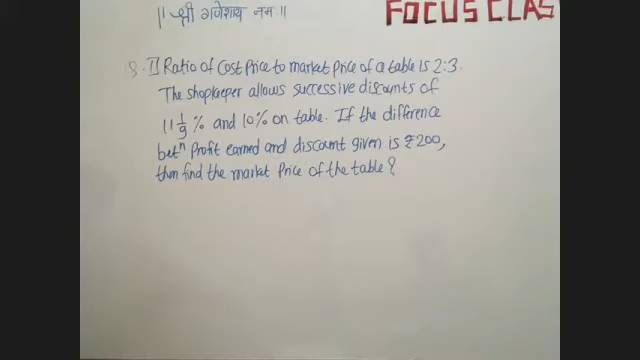 || श्री गणेशाय नमः ||
FOCUS CLAS
Q.1] Ratio of Cost Price to market Price of a table is 2:3.
The shopkeeper allows successive discounts of
11 1/9 % and 10% on table. If the difference
betⁿ Profit earned and discount given is ₹200,
then find the market Price of the table?